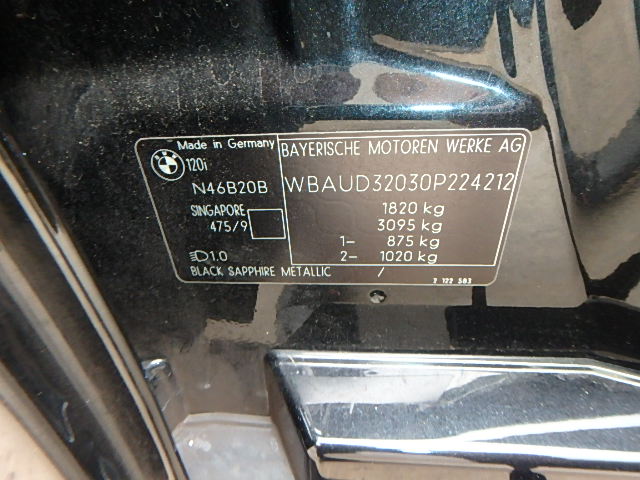 Made in Germany
120i
N46B20B
SINGAPORE
475/9
1.0
BAYERISCHE MOTOREN WERKE AG
WBAUD32030P224212
1820 kg
3095 kg
1- 875 kg
2- 1020 kg
BLACK SAPPHIRE METALLIC /
7 122 583